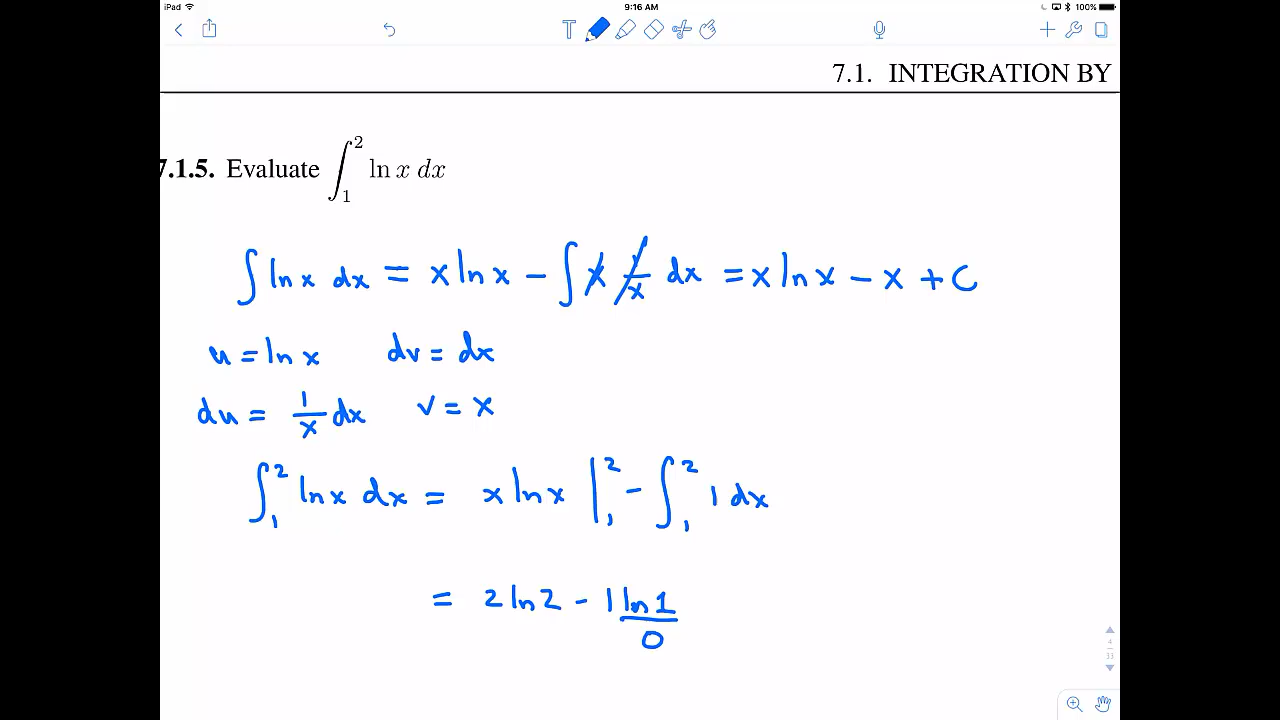 iPad 9:16 AM 100%
T
7.1. INTEGRATION BY
7.1.5. Evaluate ∫₁² ln x dx
∫ ln x dx = x ln x - ∫ x 1/x dx = x ln x - x + C
u = ln x dv = dx
du = 1/x dx v = x
∫₁² ln x dx = x ln x |₁² - ∫₁² 1 dx
= 2 ln 2 - 1 ln 1
0
4
33